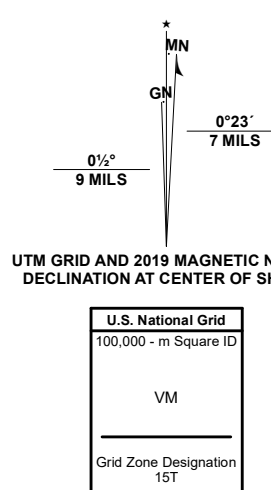 ★
MN
GN
0°23´
7 MILS
0½°
9 MILS
UTM GRID AND 2019 MAGNETIC
DECLINATION AT CENTER OF
U.S. National Grid
100,000 - m Square ID
VM
Grid Zone Designation
15T